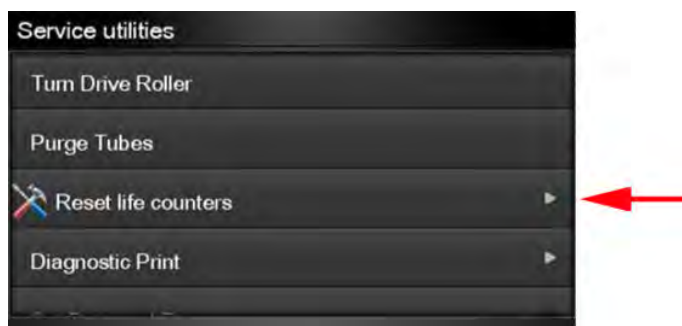 Service utilities
Turn Drive Roller
Purge Tubes
Reset life counters
Diagnostic Print